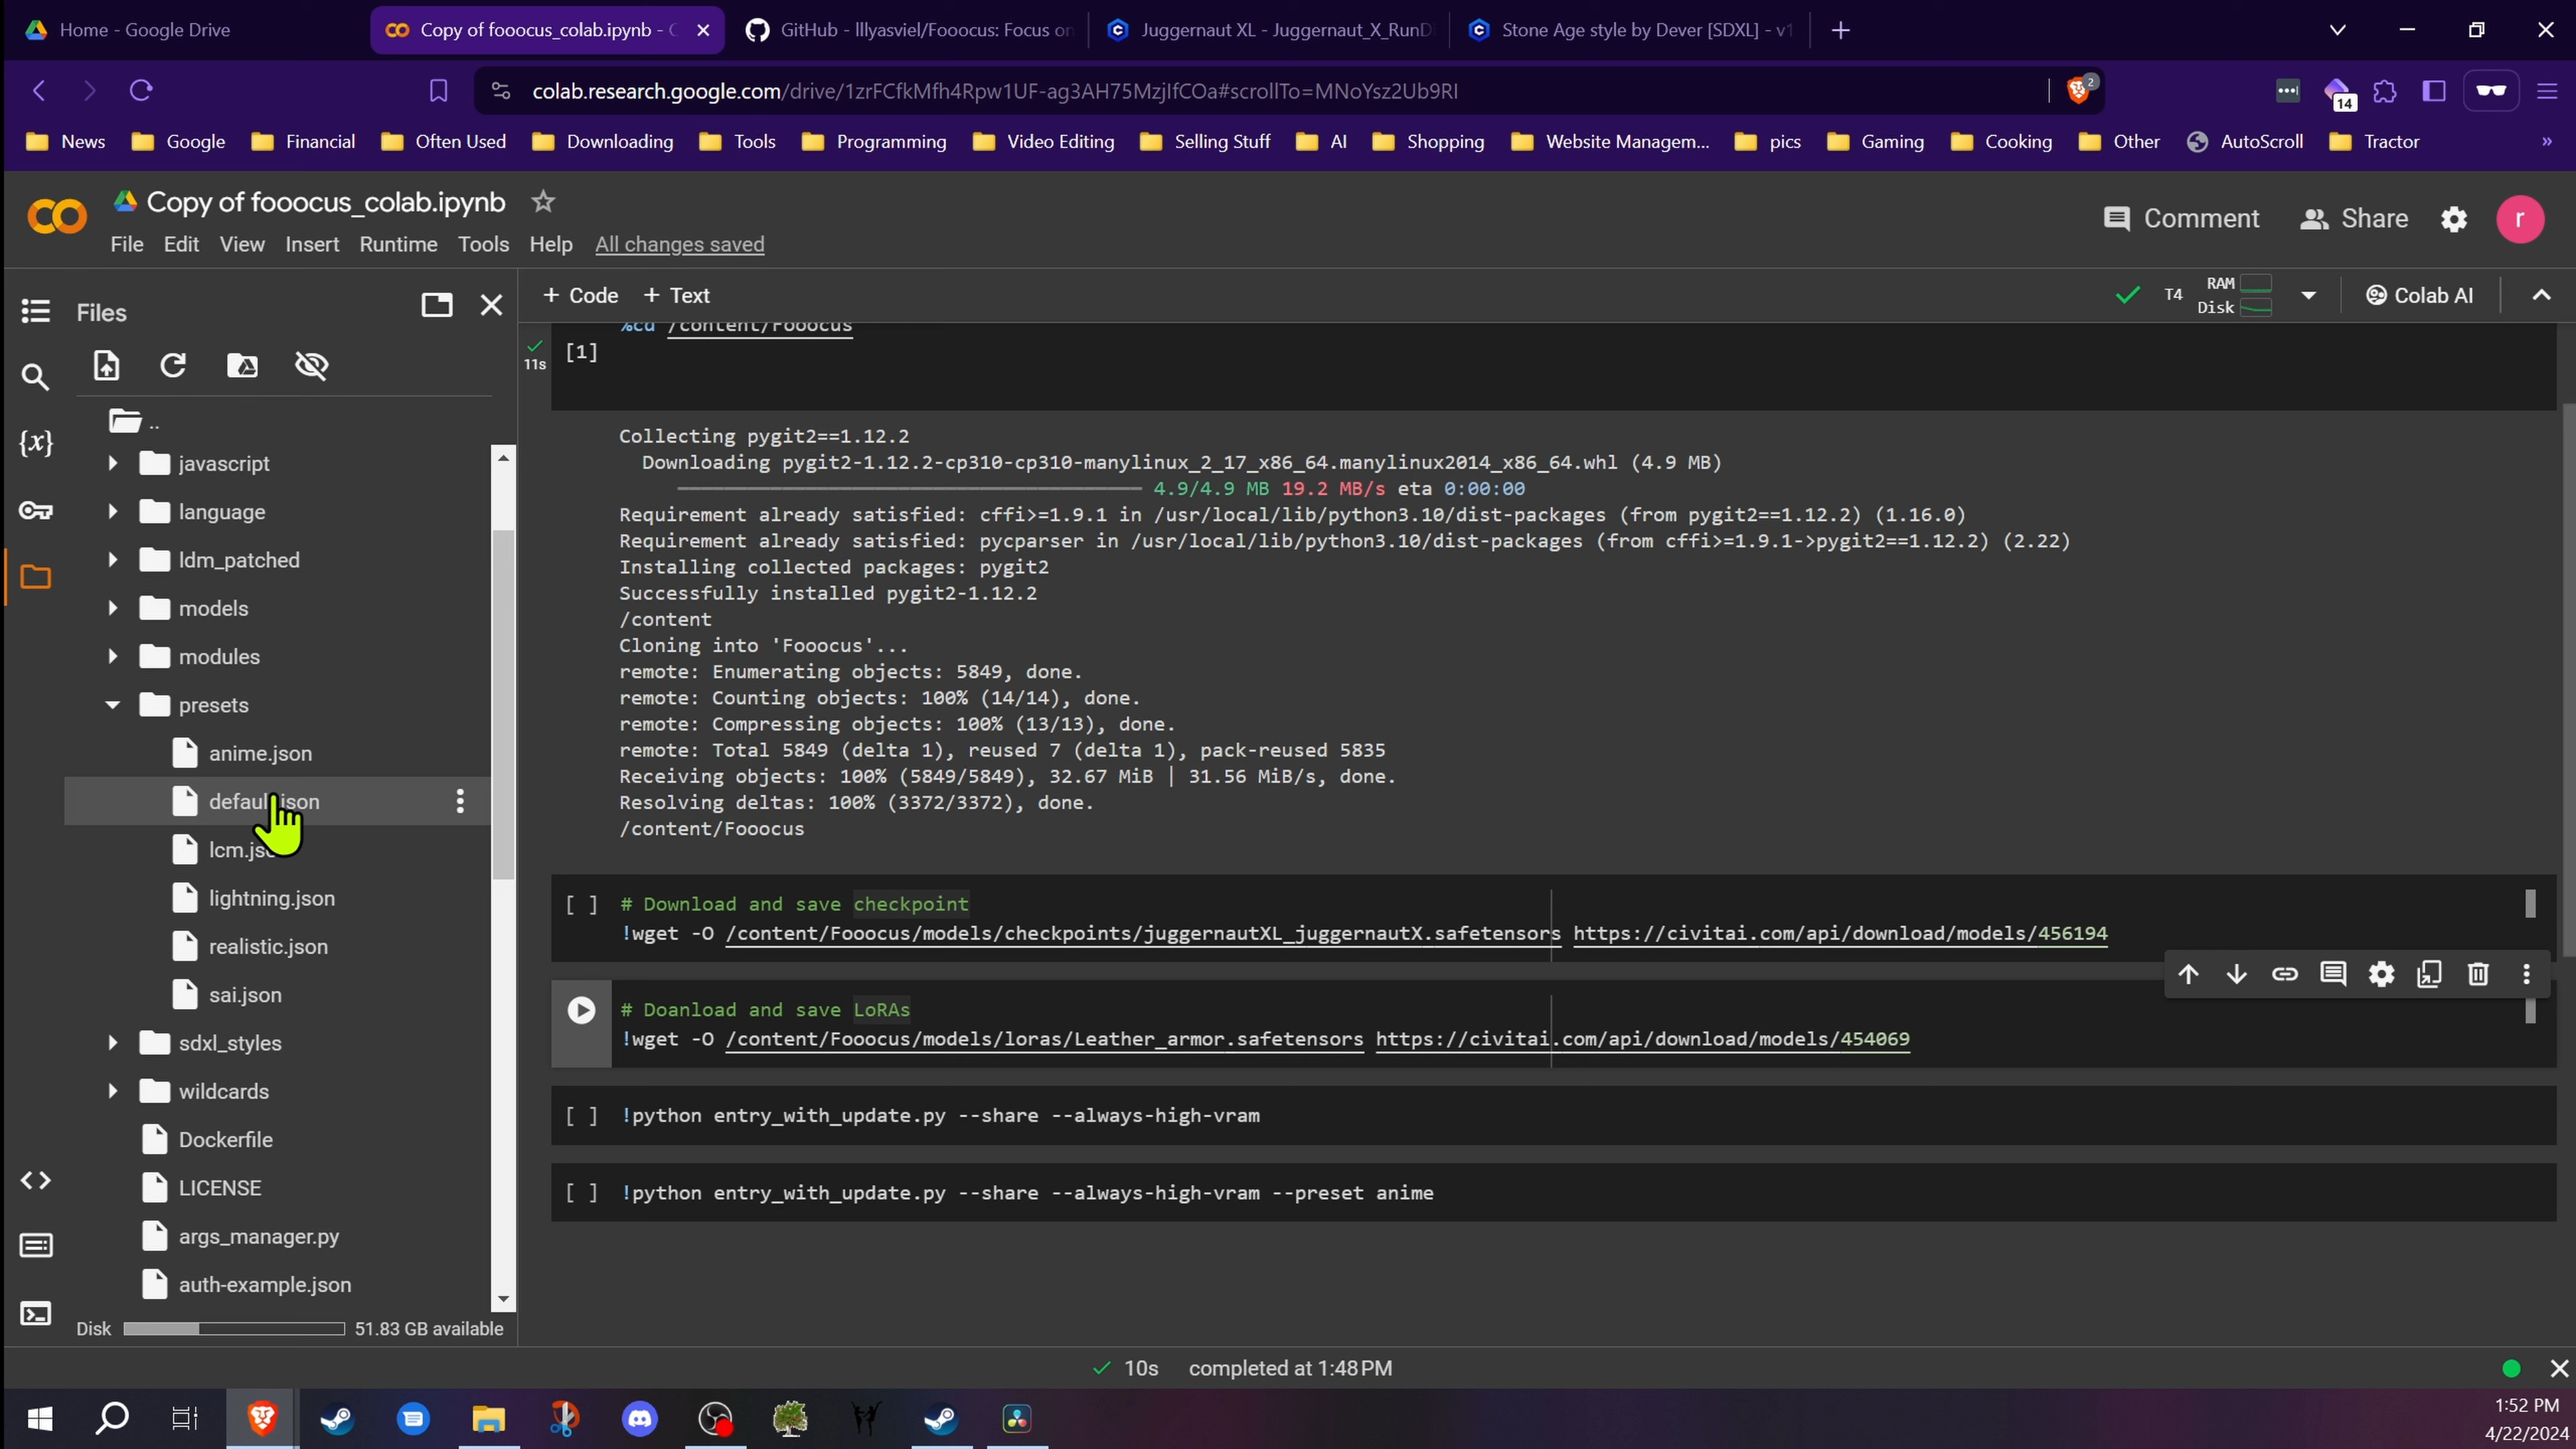 Home - Google Drive
Copy of fooocus_colab.ipynb - C
GitHub - lllyasviel/Fooocus: Focus on
Juggernaut XL - Juggernaut_X_RunD
Stone Age style by Dever [SDXL] - v1
colab.research.google.com/drive/1zrFCfkMfh4Rpw1UF-ag3AH75MzjIfCOa#scrollTo=MNoYsz2Ub9RI
2
14
News
Google
Financial
Often Used
Downloading
Tools
Programming
Video Editing
Selling Stuff
AI
Shopping
Website Managem...
pics
Gaming
Cooking
Other
AutoScroll
Tractor
»
Copy of fooocus_colab.ipynb
Comment
Share
r
File Edit View Insert Runtime Tools Help All changes saved
Files
+ Code + Text
T4
RAM
Disk
Colab AI
..
javascript
language
ldm_patched
models
modules
presets
anime.json
lightning.json
realistic.json
sai.json
sdxl_styles
wildcards
Dockerfile
LICENSE
args_manager.py
auth-example.json
Disk
51.83 GB available
%cd /content/Fooocus
[1]
11s
Collecting pygit2==1.12.2
Downloading pygit2-1.12.2-cp310-cp310-manylinux_2_17_x86_64.manylinux2014_x86_64.whl (4.9 MB)
4.9/4.9 MB 19.2 MB/s eta 0:00:00
Requirement already satisfied: cffi>=1.9.1 in /usr/local/lib/python3.10/dist-packages (from pygit2==1.12.2) (1.16.0)
Requirement already satisfied: pycparser in /usr/local/lib/python3.10/dist-packages (from cffi>=1.9.1->pygit2==1.12.2) (2.22)
Installing collected packages: pygit2
Successfully installed pygit2-1.12.2
/content
Cloning into 'Fooocus'...
remote: Enumerating objects: 5849, done.
remote: Counting objects: 100% (14/14), done.
remote: Compressing objects: 100% (13/13), done.
remote: Total 5849 (delta 1), reused 7 (delta 1), pack-reused 5835
Receiving objects: 100% (5849/5849), 32.67 MiB | 31.56 MiB/s, done.
Resolving deltas: 100% (3372/3372), done.
/content/Fooocus
[ ] # Download and save checkpoint
!wget -O /content/Fooocus/models/checkpoints/juggernautXL_juggernautX.safetensors https://civitai.com/api/download/models/456194
# Doanload and save LoRAs
!wget -O /content/Fooocus/models/loras/Leather_armor.safetensors https://civitai.com/api/download/models/454069
[ ] !python entry_with_update.py --share --always-high-vram
[ ] !python entry_with_update.py --share --always-high-vram --preset anime
10s completed at 1:48 PM
1:52 PM
4/22/2024